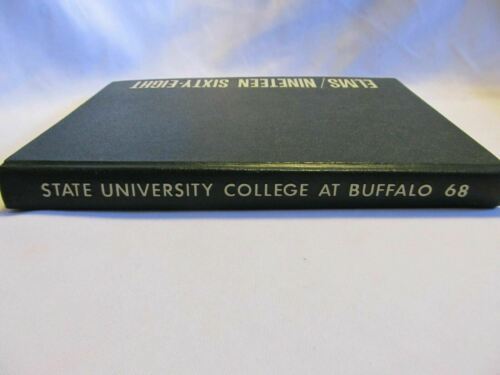 ELMS/NINETEEN SIXTY-EIGHT
STATE UNIVERSITY COLLEGE AT BUFFALO 68